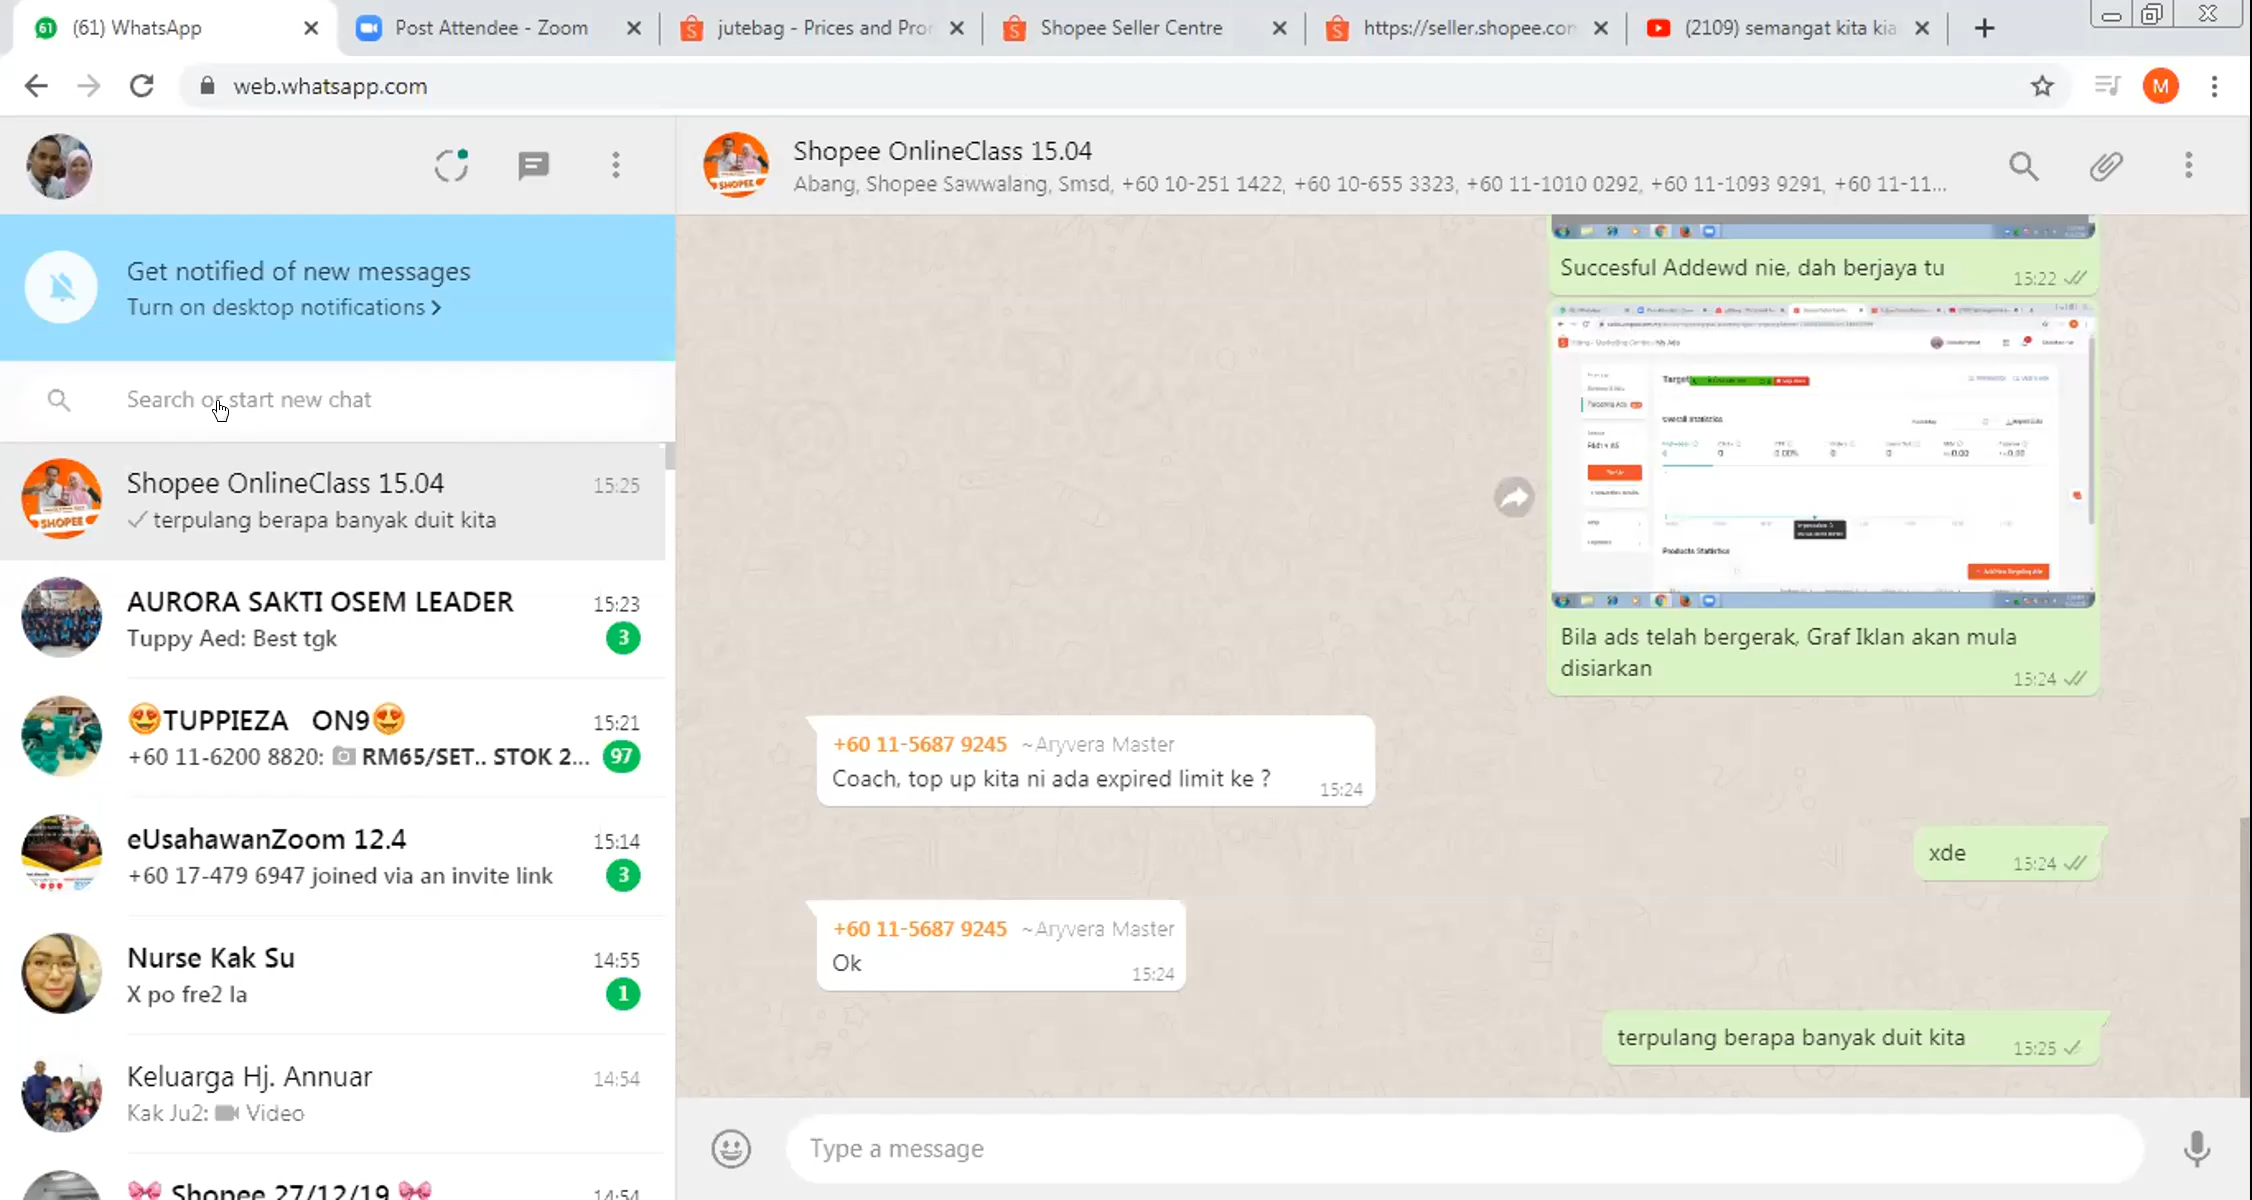 (61) WhatsApp
Post Attendee - Zoom
jutebag - Prices and Pro
Shopee Seller Centre
https://seller.shopee.con
(2109) semangat kita kia
web.whatsapp.com
M
Shopee OnlineClass 15.04
Abang, Shopee Sawwalang, Smsd, +60 10-251 1422, +60 10-655 3323, +60 11-1010 0292, +60 11-1093 9291, +60 11-11...
Get notified of new messages
Turn on desktop notifications
Search or start new chat
Shopee OnlineClass 15.04 15:25
terpulang berapa banyak duit kita
AURORA SAKTI OSEM LEADER 15:23
Tuppy Aed: Best tgk 3
😍TUPPIEZA ON9😍 15:21
+60 11-6200 8820: RM65/SET.. STOK 2... 97
eUsahawanZoom 12.4 15:14
+60 17-479 6947 joined via an invite link 3
Nurse Kak Su 14:55
X po fre2 la 1
Keluarga Hj. Annuar 14:54
Kak Ju2: Video
🎀 Shopee 27/12/19 🎀 14:54
Succesful Addewd nie, dah berjaya tu 15:22
Overall Statistics
Products Statistics
Bila ads telah bergerak, Graf Iklan akan mula
disiarkan 15:24
+60 11-5687 9245 ~Aryvera Master
Coach, top up kita ni ada expired limit ke ? 15:24
xde 15:24
+60 11-5687 9245 ~Aryvera Master
Ok 15:24
terpulang berapa banyak duit kita 15:25
Type a message